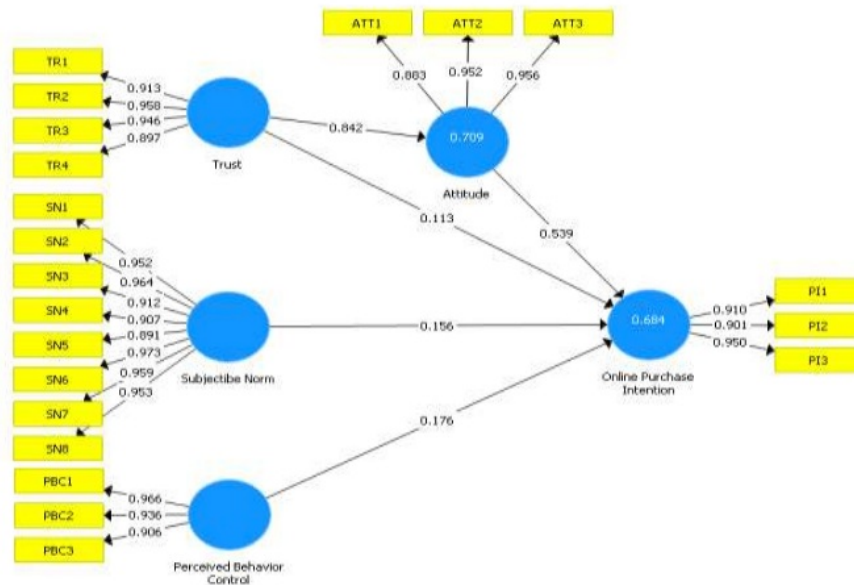 ATT1
ATT2
ATT3
TR1
TR2
TR3
TR4
0.913
0.958
0.946
0.897
0.883
0.952
0.956
0.842
0.709
Trust
Attitude
SN1
SN2
SN3
SN4
SN5
SN6
SN7
SN8
0.952
0.964
0.912
0.907
0.891
0.973
0.959
0.953
0.113
0.539
0.156
0.684
Subjectibe Norm
Online Purchase
Intention
0.910
0.901
0.950
PI1
PI2
PI3
0.176
PBC1
PBC2
PBC3
0.966
0.936
0.906
Perceived Behavior
Control